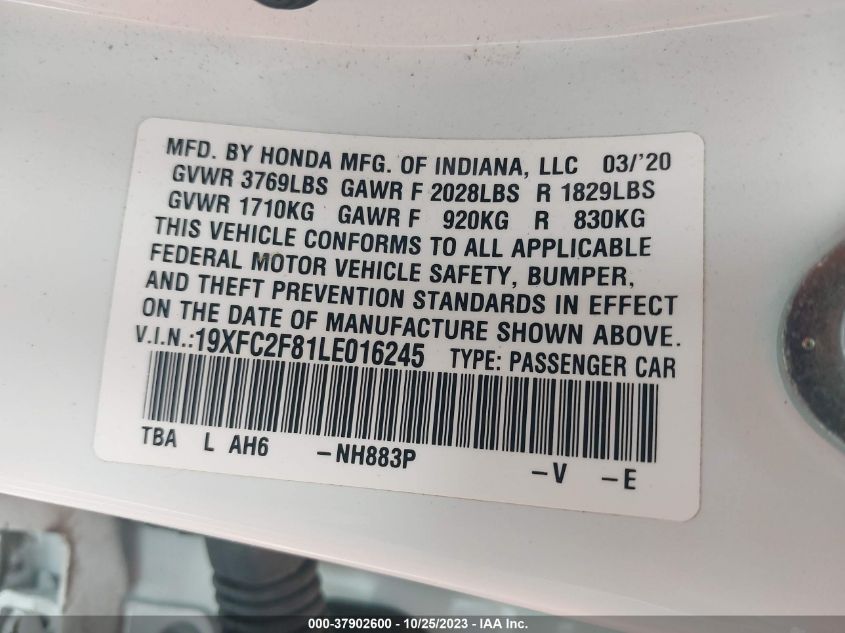 MFD. BY HONDA MFG. OF INDIANA, LLC 03/'20
GVWR 3769LBS GAWR F 2028LBS R 1829LBS
GVWR 1710KG GAWR F 920KG R 830KG
THIS VEHICLE CONFORMS TO ALL APPLICABLE
FEDERAL MOTOR VEHICLE SAFETY, BUMPER,
AND THEFT PREVENTION STANDARDS IN EFFECT
ON THE DATE OF MANUFACTURE SHOWN ABOVE.
V.I.N.:19XFC2F81LE016245 TYPE: PASSENGER CAR
TBA L AH6 -NH883P -V -E
000-37902600 - 10/25/2023 - IAA Inc.